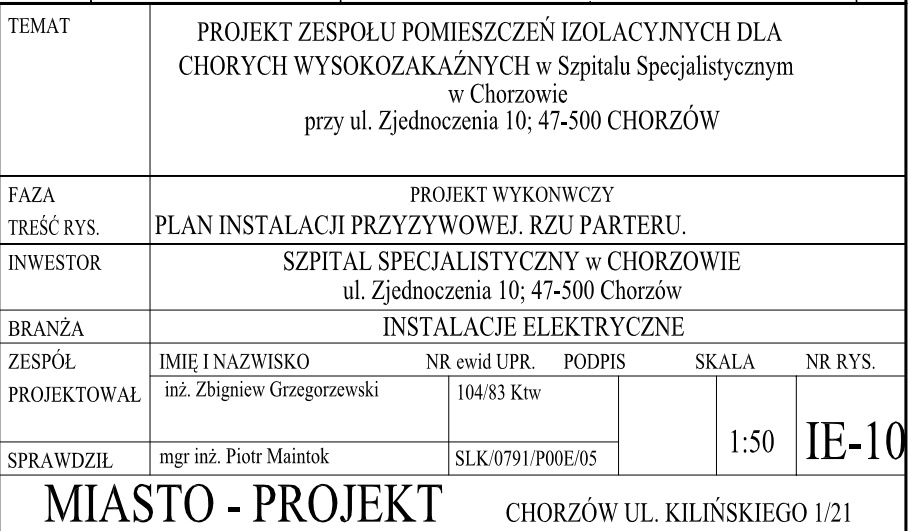 TEMAT
PROJEKT ZESPOŁU POMIESZCZEŃ IZOLACYJNYCH DLA
CHORYCH WYSOKOZAKAŹNYCH w Szpitalu Specjalistycznym
w Chorzowie
przy ul. Zjednoczenia 10; 47-500 CHORZÓW
FAZA PROJEKT WYKONWCZY
TREŚĆ RYS. PLAN INSTALACJI PRZYZYWOWEJ. RZU PARTERU.
INWESTOR SZPITAL SPECJALISTYCZNY w CHORZOWIE
ul. Zjednoczenia 10; 47-500 Chorzów
BRANŻA INSTALACJE ELEKTRYCZNE
ZESPÓŁ IMIĘ I NAZWISKO NR ewid UPR. PODPIS SKALA NR RYS.
PROJEKTOWAŁ inż. Zbigniew Grzegorzewski 104/83 Ktw
1:50 IE-10
SPRAWDZIŁ mgr inż. Piotr Maintok SLK/0791/P00E/05
MIASTO - PROJEKT CHORZÓW UL. KILIŃSKIEGO 1/21